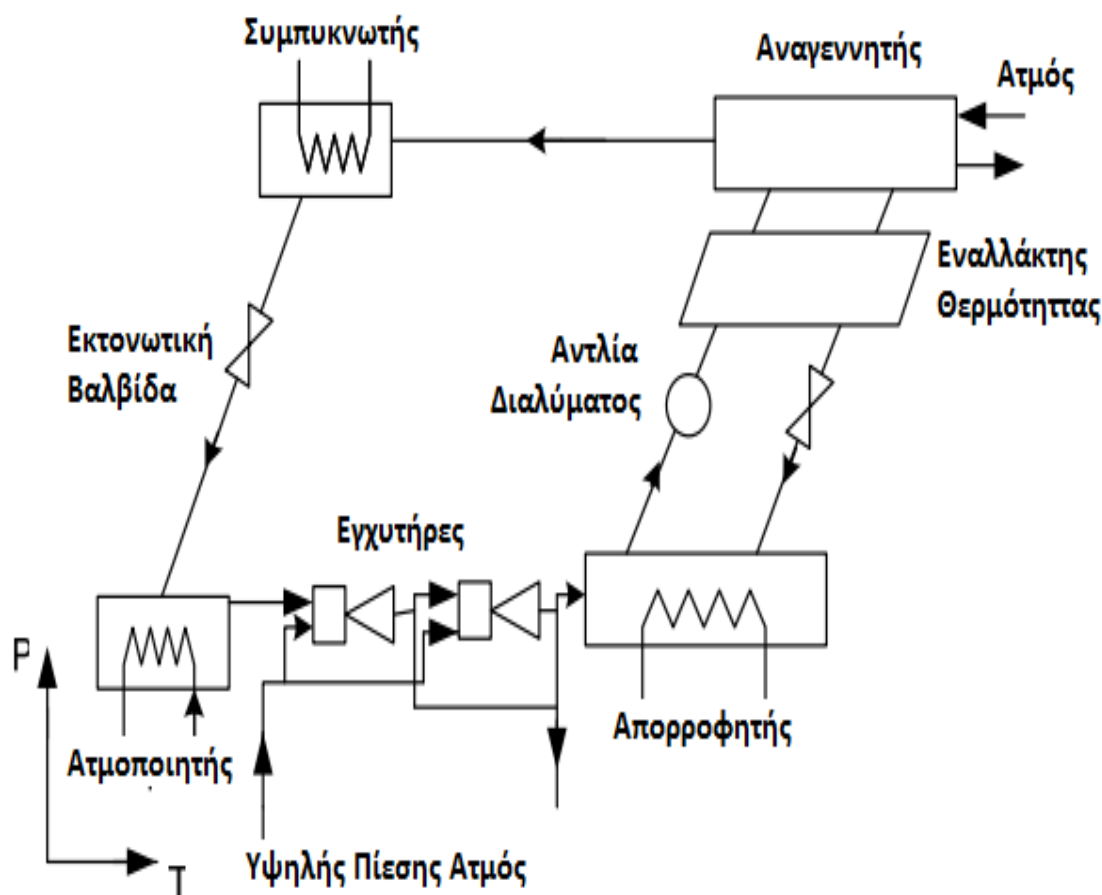 Συμπυκνωτής
Αναγεννητής
Ατμός
Εναλλάκτης
Θερμότηττας
Εκτονωτική
Βαλβίδα
Αντλία
Διαλύματος
Εγχυτήρες
P
Ατμοποιητής
Απορροφητής
Υψηλής Πίεσης Ατμός
T